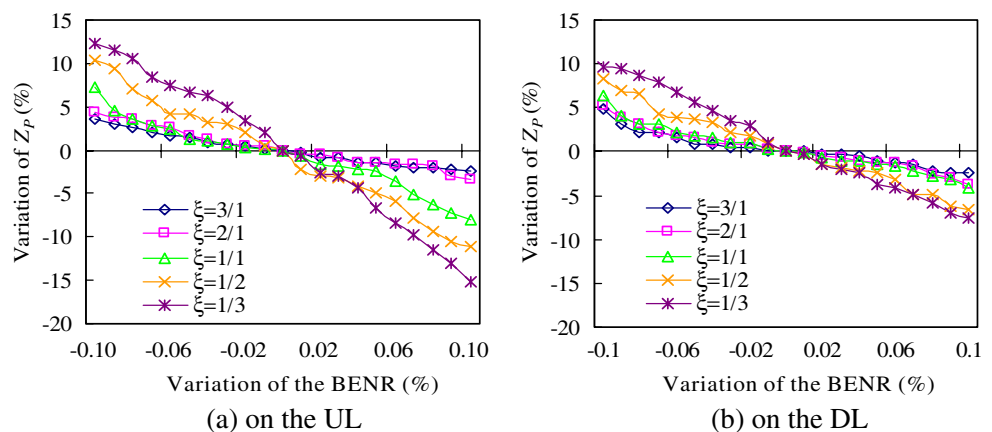 15
10
5
0
-5
-10
-15
-20
Variation of Z_P (%)
ξ=3/1
ξ=2/1
ξ=1/1
ξ=1/2
ξ=1/3
-0.10 -0.06 -0.02 0.02 0.06 0.10
Variation of the BENR (%)
(a) on the UL
15
10
5
0
-5
-10
-15
-20
Variation of Z_P (%)
ξ=3/1
ξ=2/1
ξ=1/1
ξ=1/2
ξ=1/3
-0.1 -0.06 -0.02 0.02 0.06 0.1
Variation of the BENR (%)
(b) on the DL